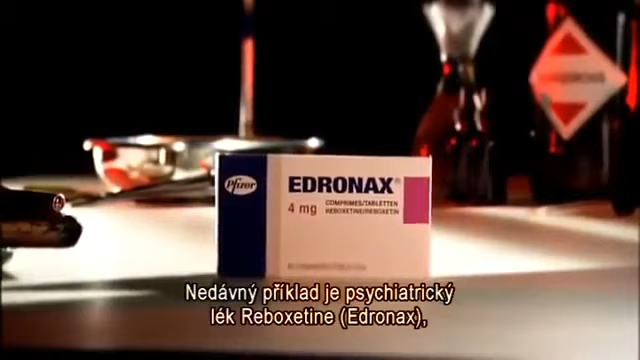 Pfizer
EDRONAX®
4 mg
COMPRIMES/TABLETTEN
REBOXETINE/REBOXETIN
Nedávný příklad je psychiatrický
lék Reboxetine (Edronax),